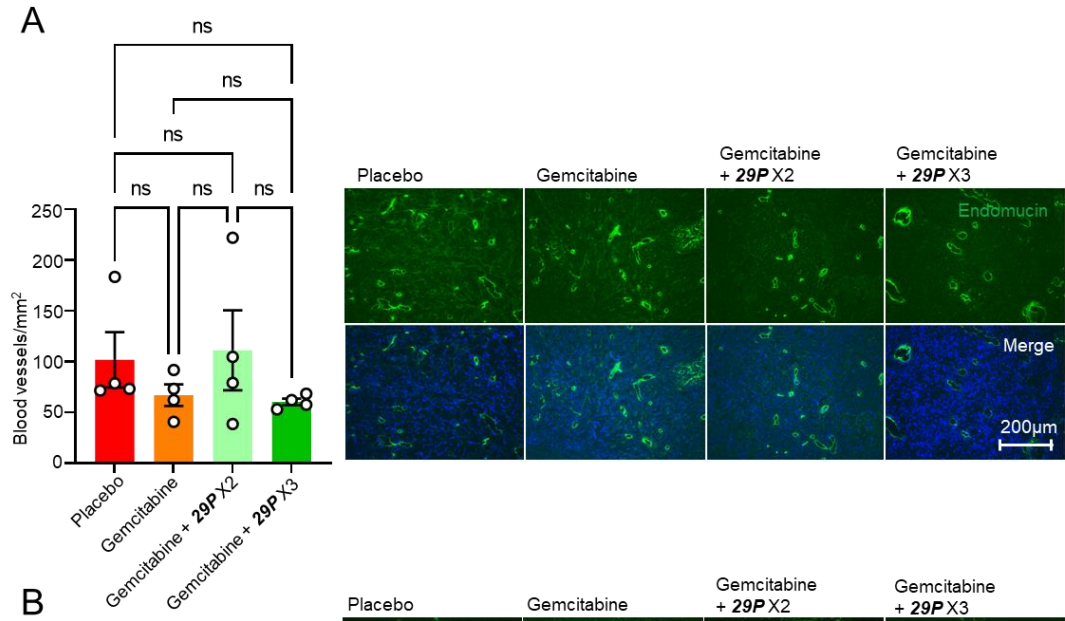 A
ns
ns
ns
ns ns ns
Blood vessels/mm²
250
200
150
100
50
0
Placebo
Gemcitabine
Gemcitabine + 29P X2
Gemcitabine + 29P X3
Placebo
Gemcitabine
Gemcitabine
+ 29P X2
Gemcitabine
+ 29P X3
Endomucin
Merge
200µm
B
Placebo
Gemcitabine
Gemcitabine
+ 29P X2
Gemcitabine
+ 29P X3